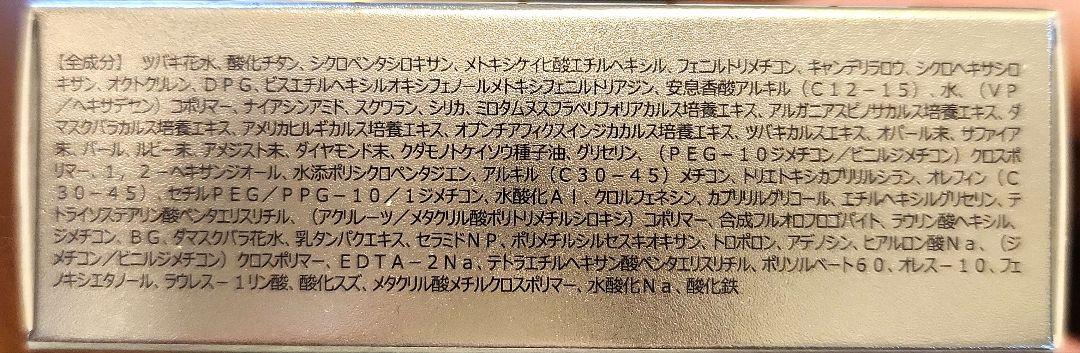 【全成分】 ツバキ花水、酸化チタン、シクロペンタシロキサン、メトキシケイヒ酸エチルヘキシル、フェニルトリメチコン、キャンデリラロウ、シクロヘキサシロ
キサン、オクトクリレン、DPG、ビスエチルヘキシルオキシフェノールメトキシフェニルトリアジン、安息香酸アルキル（C12-15）、水、（VP
／ヘキサデセン）コポリマー、ナイアシンアミド、スクワラン、シリカ、ミロタムヌスフラベリフォリアカルス培養エキス、アルガニアスピノサカルス培養エキス、ダ
マスクバラカルス培養エキス、アメリカヒルギカルス培養エキス、オプンチアフィクスインジカカルス培養エキス、ツバキカルスエキス、オパール末、サファイア
末、パール、ルビー末、アメジスト末、ダイヤモンド末、クダモノトケイソウ種子油、グリセリン、（PEG-10ジメチコン／ビニルジメチコン）クロスポ
リマー、1，2-ヘキサンジオール、水添ポリシクロペンタジエン、アルキル（C30-45）メチコン、トリエトキシカプリリルシラン、オレフィン（C
30-45）、セチルPEG／PPG-10／1ジメチコン、水酸化Al、クロルフェネシン、カプリリルグリコール、エチルヘキシルグリセリン、テ
トライソステアリン酸ペンタエリスリチル、（アクリレーツ／メタクリル酸ポリトリメチルシロキシ）コポリマー、合成フルオロフロゴパイト、ラウリン酸ヘキシル、
ジメチコン、BG、ダマスクバラ花水、乳タンパクエキス、セラミドNP、ポリメチルシルセスキオキサン、トロポロン、アデノシン、ヒアルロン酸Na、（ジ
メチコン／ビニルジメチコン）クロスポリマー、EDTA-2Na、テトラエチルヘキサン酸ペンタエリスリチル、ポリソルベート60、オレス-10、フェ
ノキシエタノール、ラウレス-1リン酸、酸化スズ、メタクリル酸メチルクロスポリマー、水酸化Na、酸化鉄